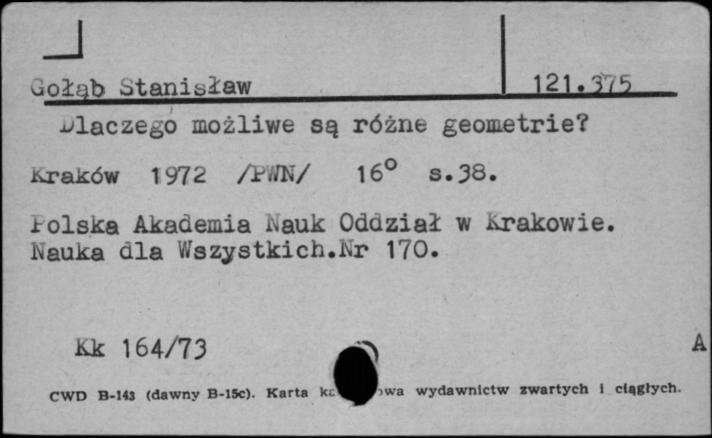 Gołąb Stanisław 121.375
Dlaczego możliwe są różne geometrie?
Kraków 1972 /PWN/ 16° s.38.
Polska Akademia Nauk Oddział w Krakowie.
Nauka dla Wszystkich.Nr 170.
Kk 164/73
A
CWD B-143 (dawny B-15c). Karta wydawnictw zwartych i ciągłych.